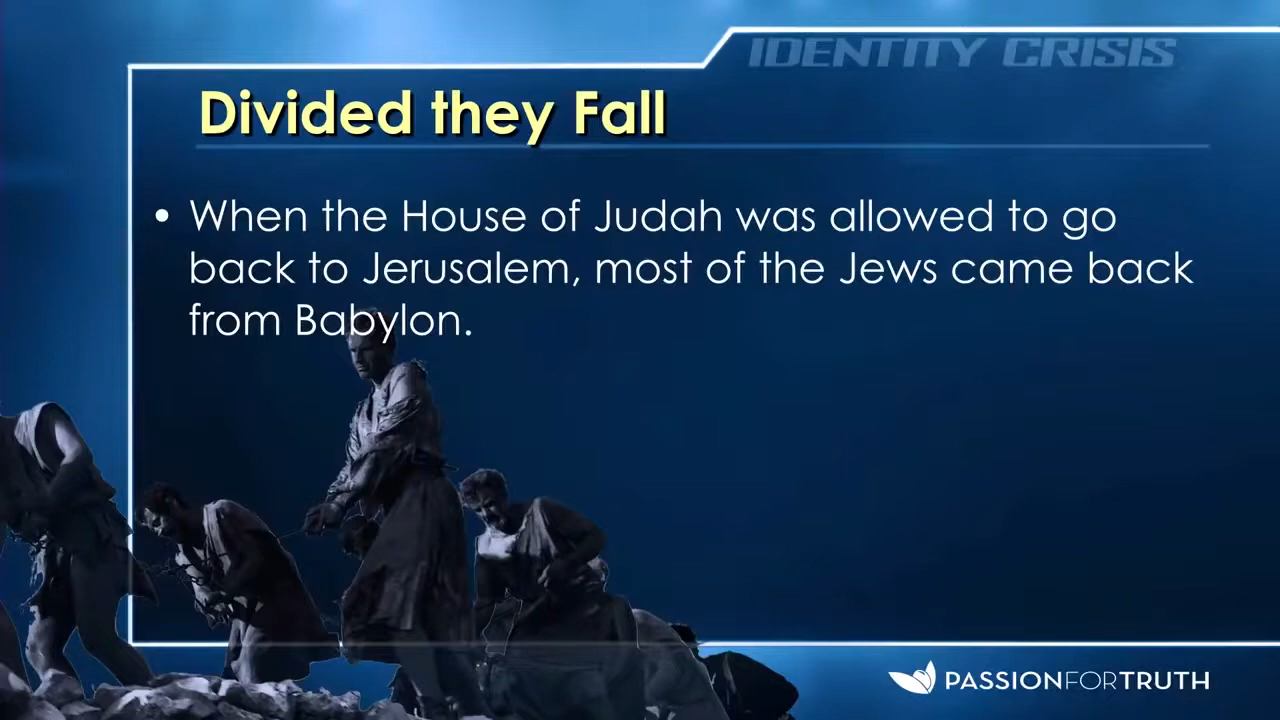 IDENTITY CRISIS
Divided they Fall
• When the House of Judah was allowed to go
back to Jerusalem, most of the Jews came back
from Babylon.
PASSIONFORTRUTH